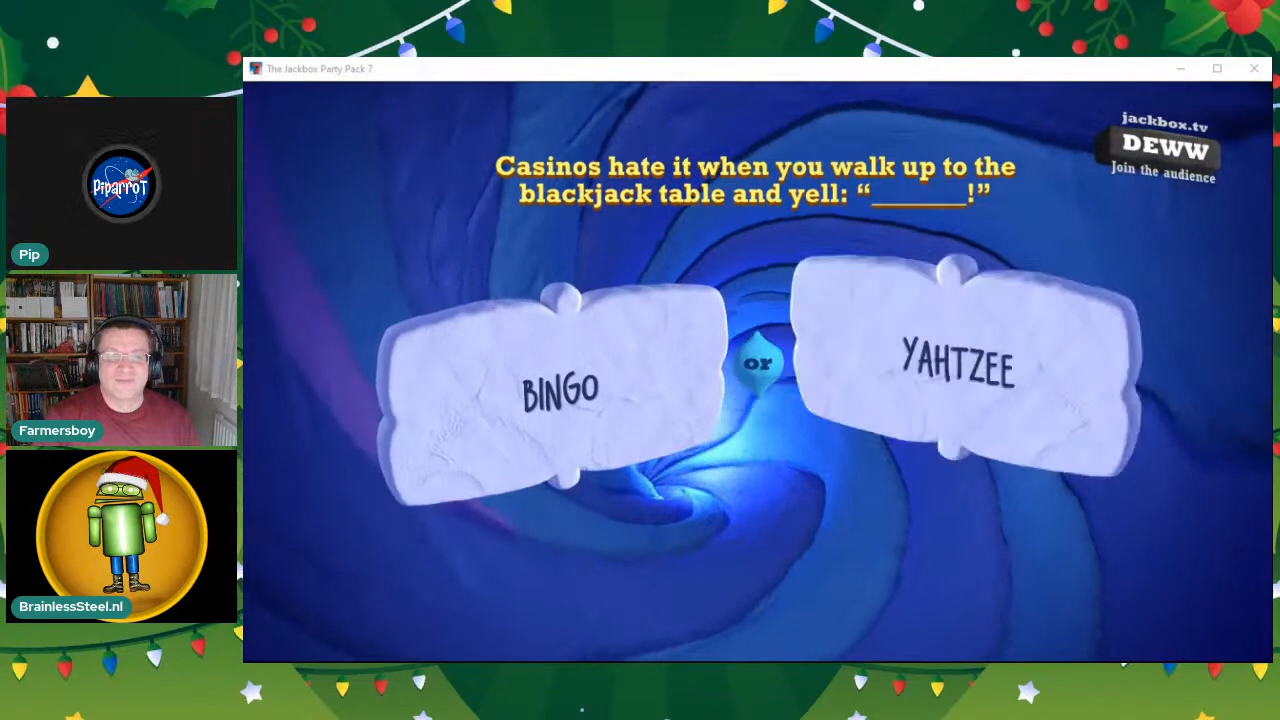 The Jackbox Party Pack 7
jackbox.tv
DEWW
Join the audience
Casinos hate it when you walk up to the
blackjack table and yell: “_______!”
BINGO
or
YAHTZEE
PiparroT
Pip
Farmersboy
BrainlessSteel.nl